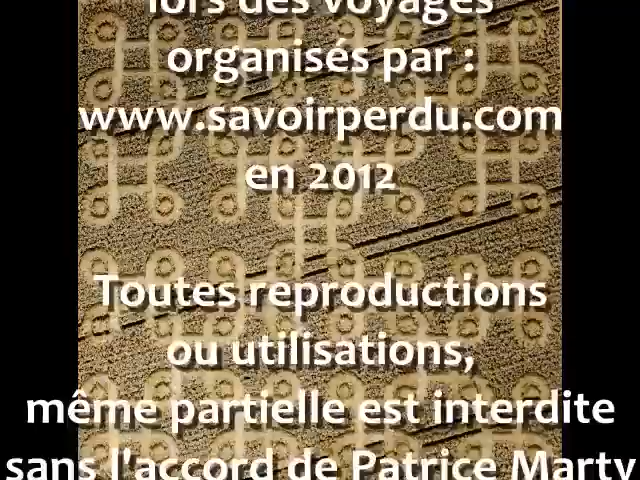 lors des voyages
organisés par :
www.savoirperdu.com
en 2012
Toutes reproductions
ou utilisations,
même partielle est interdite
sans l'accord de Patrice Marty